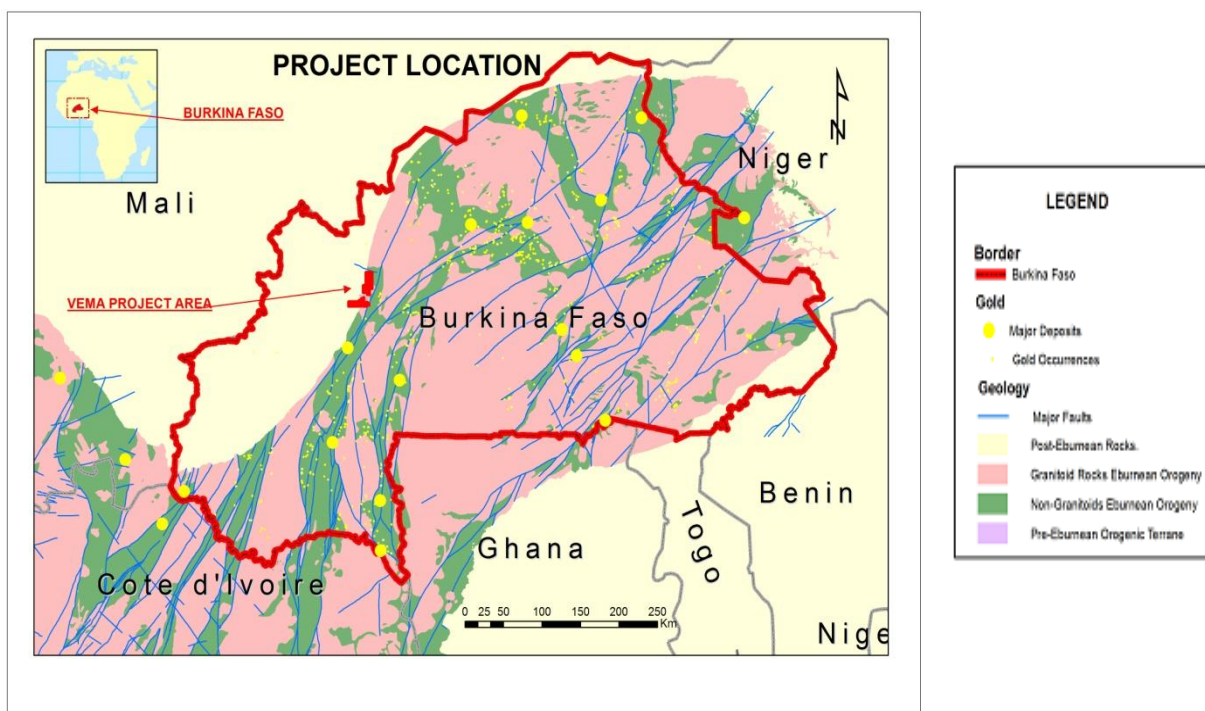 PROJECT LOCATION
BURKINA FASO
Mali
Niger
N
VEMA PROJECT AREA
Burkina Faso
Benin
Togo
Ghana
Cote d'Ivoire
0 25 50 100 150 200 250
Km
Nige
LEGEND
Border
Burkina Faso
Gold
Major Deposits
Gold Occurrences
Geology
Major Faults
Post-Eburnean Rocks.
Granitoid Rocks Eburnean Orogeny
Non-Granitoids Eburnean Orogeny
Pre-Eburnean Orogenic Terrane